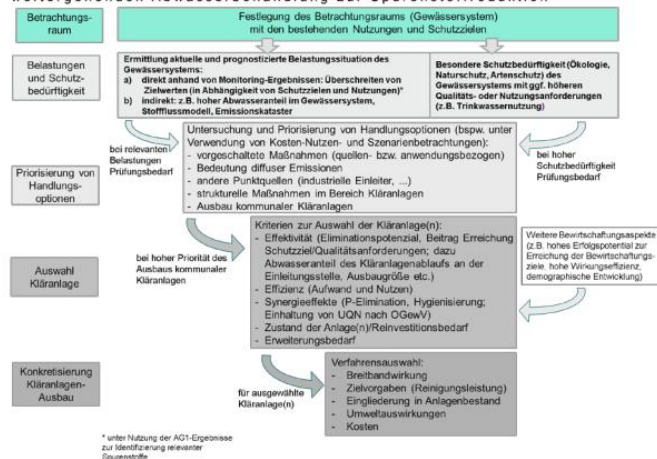 weitergehenden Abwasserbehandlung zur Spurenstoffreduktion
Betrachtungs-
raum
Festlegung des Betrachtungsraums (Gewässersystem)
mit den bestehenden Nutzungen und Schutzzielen
Belastungen
und Schutz-
bedürftigkeit
Ermittlung aktuelle und prognostizierte Belastungssituation des
Gewässersystems:
a) direkt anhand von Monitoring-Ergebnissen: Überschreiten von
Zielwerten (in Abhängigkeit von Schutzzielen und Nutzungen)*
b) indirekt: z.B. hoher Abwasseranteil im Gewässersystem,
Stoffflussmodell, Emissionskataster
Besondere Schutzbedürftigkeit (Ökologie,
Naturschutz, Artenschutz) des
Gewässersystems mit ggf. höheren
Qualitäts- oder Nutzungsanforderungen
(z.B. Trinkwassernutzung)
bei relevanten
Belastungen
Prüfungsbedarf
Untersuchung und Priorisierung von Handlungsoptionen (bspw. unter
Verwendung von Kosten-Nutzen- und Szenarienbetrachtungen):
- vorgeschaltete Maßnahmen (quellen- bzw. anwendungsbezogen)
- Bedeutung diffuser Emissionen
- andere Punktquellen (industrielle Einleiter, ...)
- strukturelle Maßnahmen im Bereich Kläranlagen
- Ausbau kommunaler Kläranlagen
bei hoher
Schutzbedürftigkeit
Prüfungsbedarf
Priorisierung von
Handlungs-
optionen
bei hoher Priorität des
Ausbaus kommunaler
Kläranlagen
Kriterien zur Auswahl der Kläranlage(n):
- Effektivität (Eliminationspotenzial, Beitrag Erreichung
Schutzziel/Qualitätsanforderungen; dazu
Abwasseranteil des Kläranlagenablaufs an der
Einleitungsstelle, Ausbaugröße etc.)
- Effizienz (Aufwand und Nutzen)
- Synergieeffekte (P-Elimination, Hygienisierung;
Einhaltung von UQN nach OGewV)
- Zustand der Anlage(n)/Reinvestitionsbedarf
- Erweiterungsbedarf
Weitere Bewirtschaftungsaspekte
(z.B. hohes Erfolgspotential zur
Erreichung der Bewirtschaftungs-
ziele, hohe Wirkungseffizienz,
demographische Entwicklung)
Auswahl
Kläranlage
Konkretisierung
Kläranlagen-
Ausbau
für ausgewählte
Kläranlage(n)
Verfahrensauswahl:
- Breitbandwirkung
- Zielvorgaben (Reinigungsleistung)
- Eingliederung in Anlagenbestand
- Umweltauswirkungen
- Kosten
* unter Nutzung der AG1-Ergebnisse
zur Identifizierung relevanter
Spurenstoffe